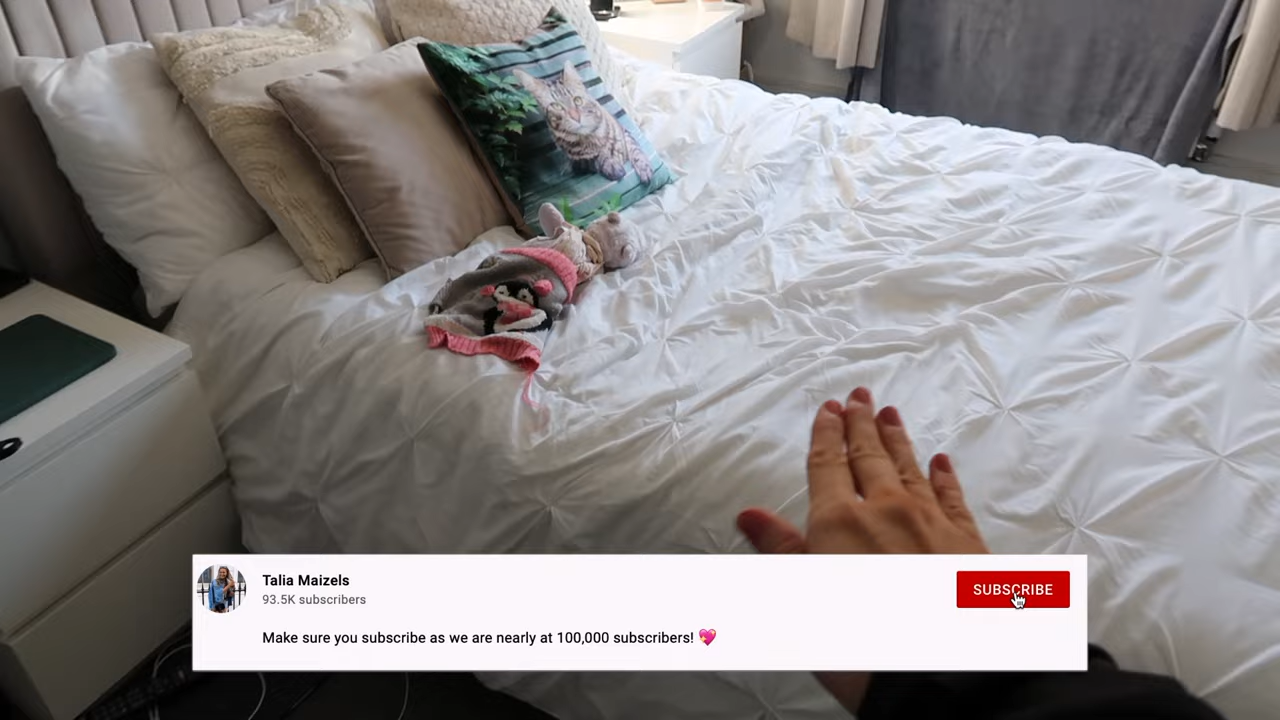 Talia Maizels
93.5K subscribers
SUBSCRIBE
Make sure you subscribe as we are nearly at 100,000 subscribers! 💖